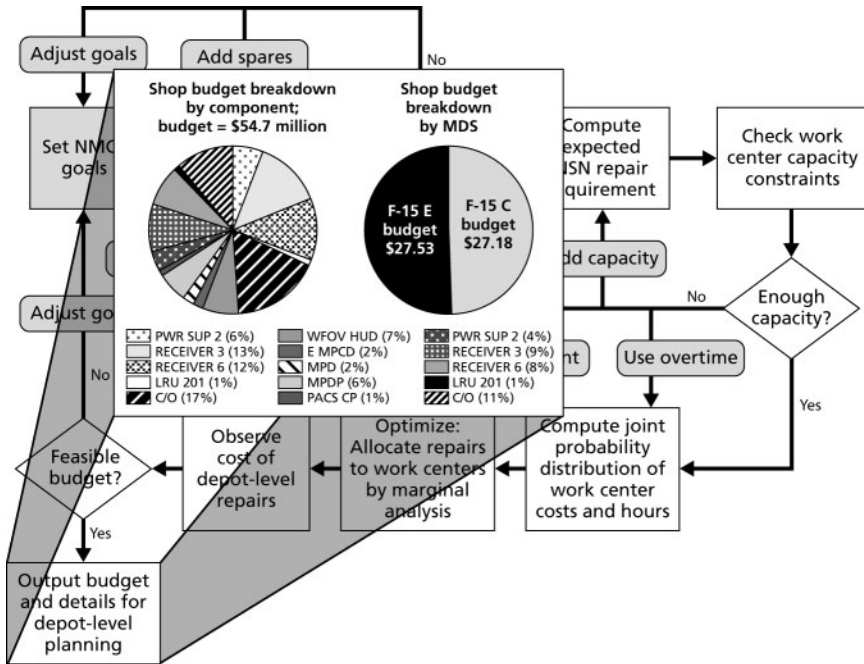 Adjust goals
Add spares
No
Shop budget breakdown
by component;
budget = $54.7 million
Shop
budget
breakdown
by MDS
F-15 E
budget
$27.53
F-15 C
budget
$27.18
PWR SUP 2 (6%)
RECEIVER 3 (13%)
RECEIVER 6 (12%)
LRU 201 (1%)
C/O (17%)
WFOV HUD (7%)
E MPCD (2%)
MPD (2%)
MPDP (6%)
PACS CP (1%)
PWR SUP 2 (4%)
RECEIVER 3 (9%)
RECEIVER 6 (8%)
LRU 201 (1%)
C/O (11%)
Set
goals
Compute
expected
repair
Check work
center capacity
constraints
capacity
No
Enough
capacity?
Adjust
Use overtime
No
Yes
Feasible
budget?
Observe
cost of
depot-level
repairs
Optimize:
Allocate repairs
to work centers
by marginal
analysis
Compute joint
probability
distribution of
work center
costs and hours
Yes
Output budget
and details for
depot-level
planning